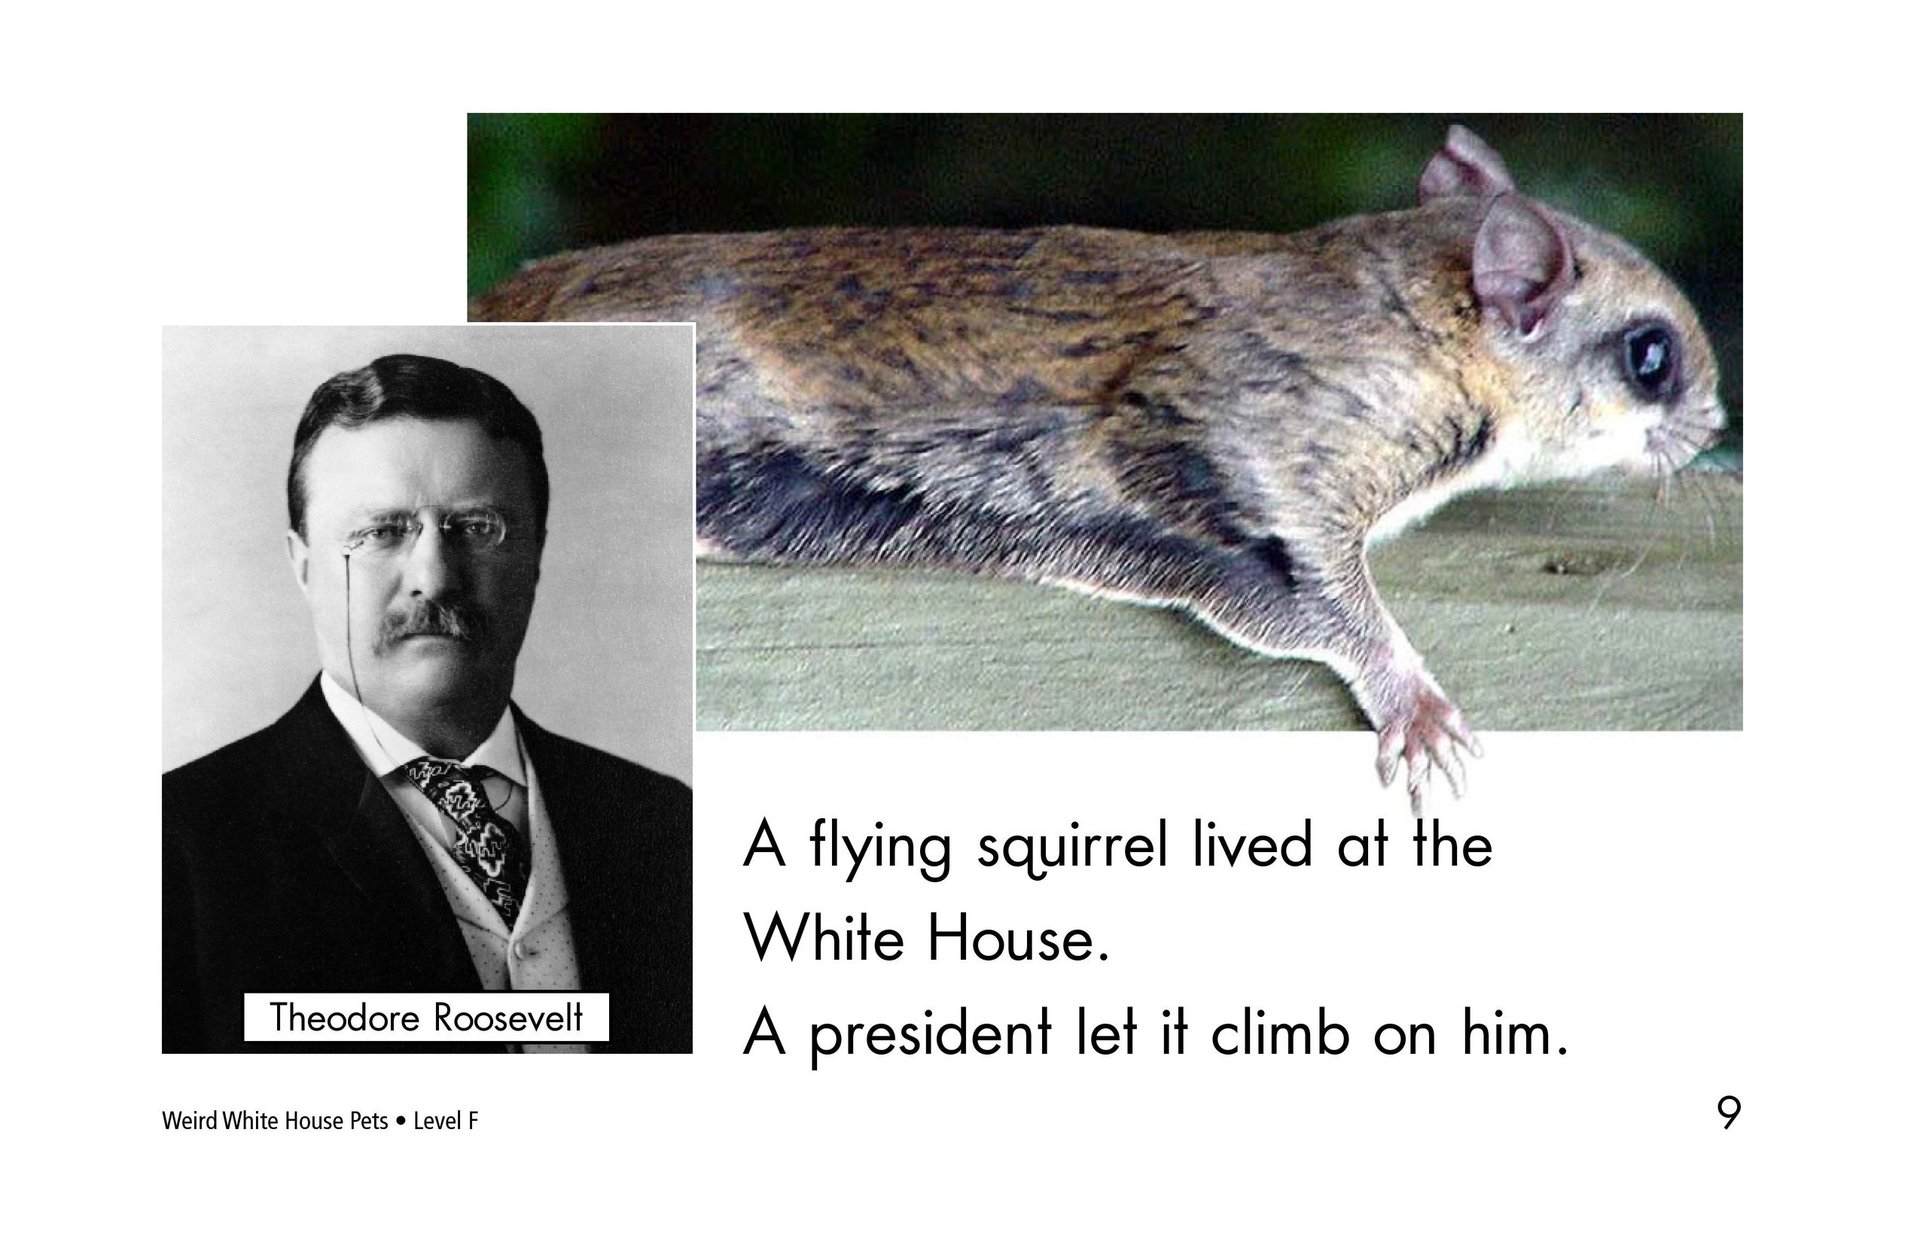 Theodore Roosevelt
A flying squirrel lived at the
White House.
A president let it climb on him.
Weird White House Pets • Level F
9